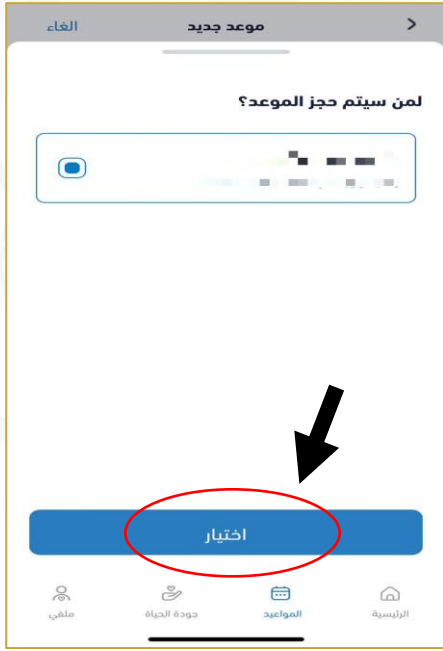 موعد جديد الغاء
لمن سيتم حجز الموعد؟
اختيار
الرئيسية المواعيد جودة الحياة ملفي